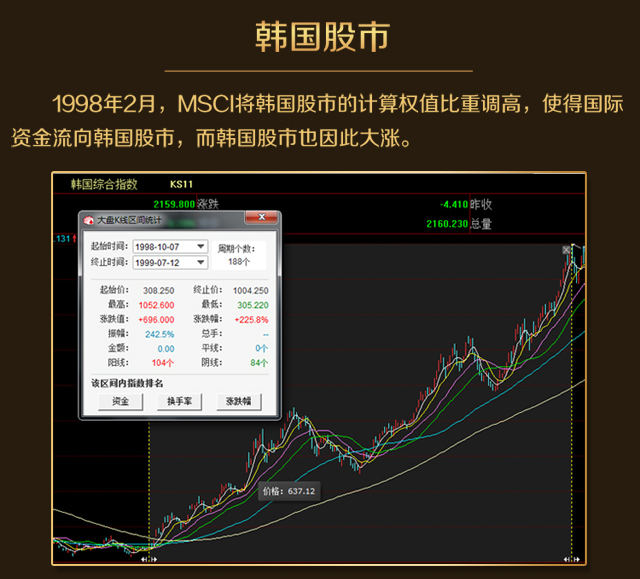 韩国股市
1998年2月，MSCI将韩国股市的计算权值比重调高，使得国际
资金流向韩国股市，而韩国股市也因此大涨。
韩国综合指数 KS11
2159.800 涨跌 -4.410 昨收
2160.230 总量
.131↑
大盘K线区间统计
起始时间： 1998-10-07 周期个数：
终止时间： 1999-07-12 188个
起始价： 308.250 终止价： 1004.250
最高： 1052.600 最低： 305.220
涨跌值： +696.000 涨跌幅： +225.8%
振幅： 242.5% 总手： --
金额： 0.00 平线： 0个
阳线： 104个 阴线： 84个
该区间内指数排名
资金 换手率 涨跌幅
价格：637.12